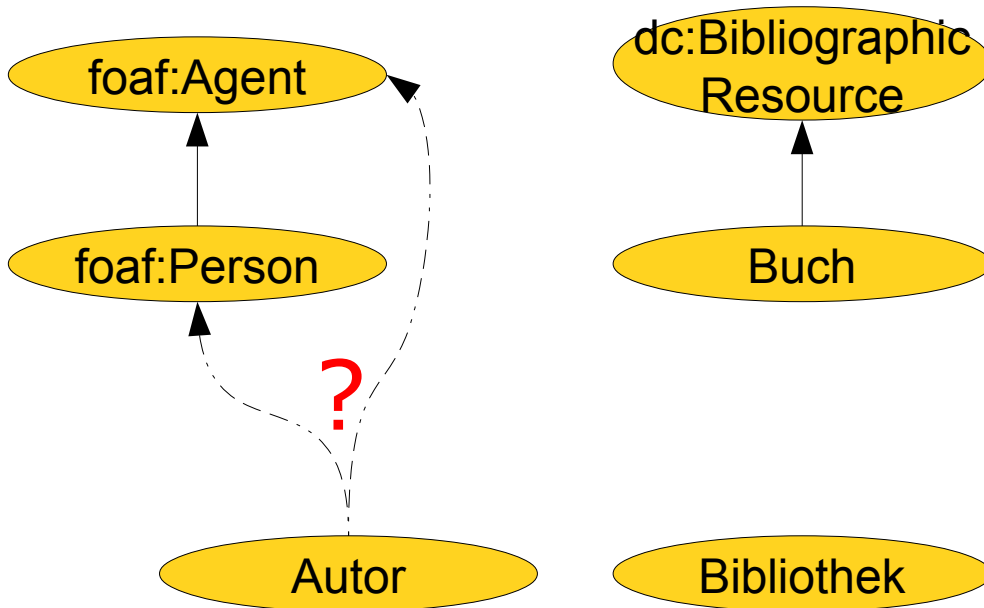 foaf:Agent
dc:Bibliographic
Resource
foaf:Person
Buch
?
Autor
Bibliothek